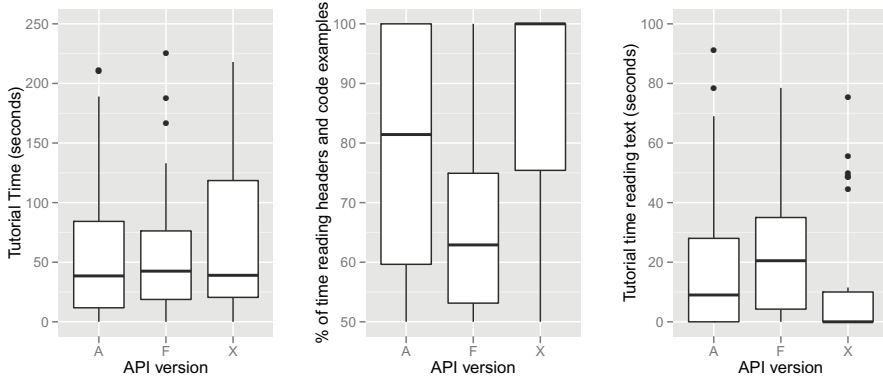 Tutorial Time (seconds)
250
200
150
100
50
0
A F X
API version
% of time reading headers and code examples
100
90
80
70
60
50
A F X
API version
Tutorial time reading text (seconds)
100
80
60
40
20
0
A F X
API version